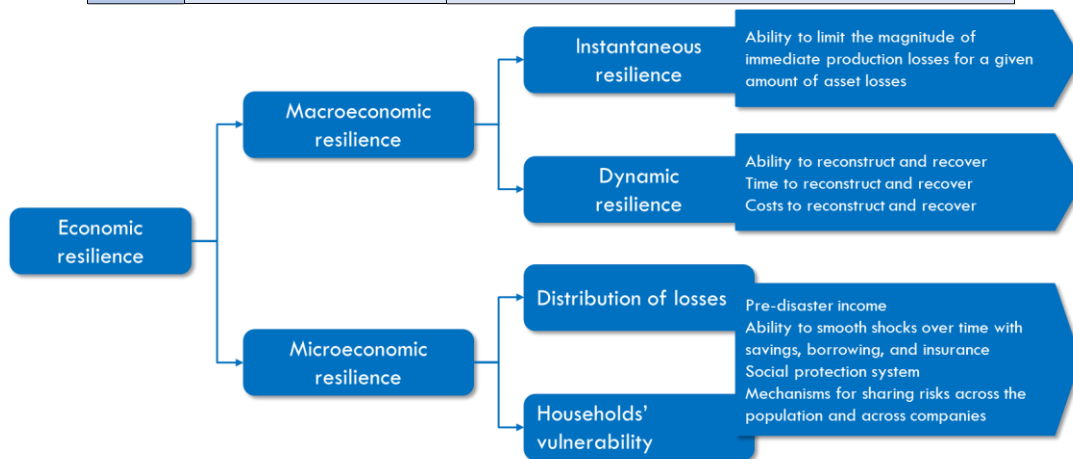 Economic
resilience
Macroeconomic
resilience
Instantaneous
resilience
Ability to limit the magnitude of
immediate production losses for a given
amount of asset losses
Dynamic
resilience
Ability to reconstruct and recover
Time to reconstruct and recover
Costs to reconstruct and recover
Microeconomic
resilience
Distribution of losses
Households'
vulnerability
Pre-disaster income
Ability to smooth shocks over time with
savings, borrowing, and insurance
Social protection system
Mechanisms for sharing risks across the
population and across companies